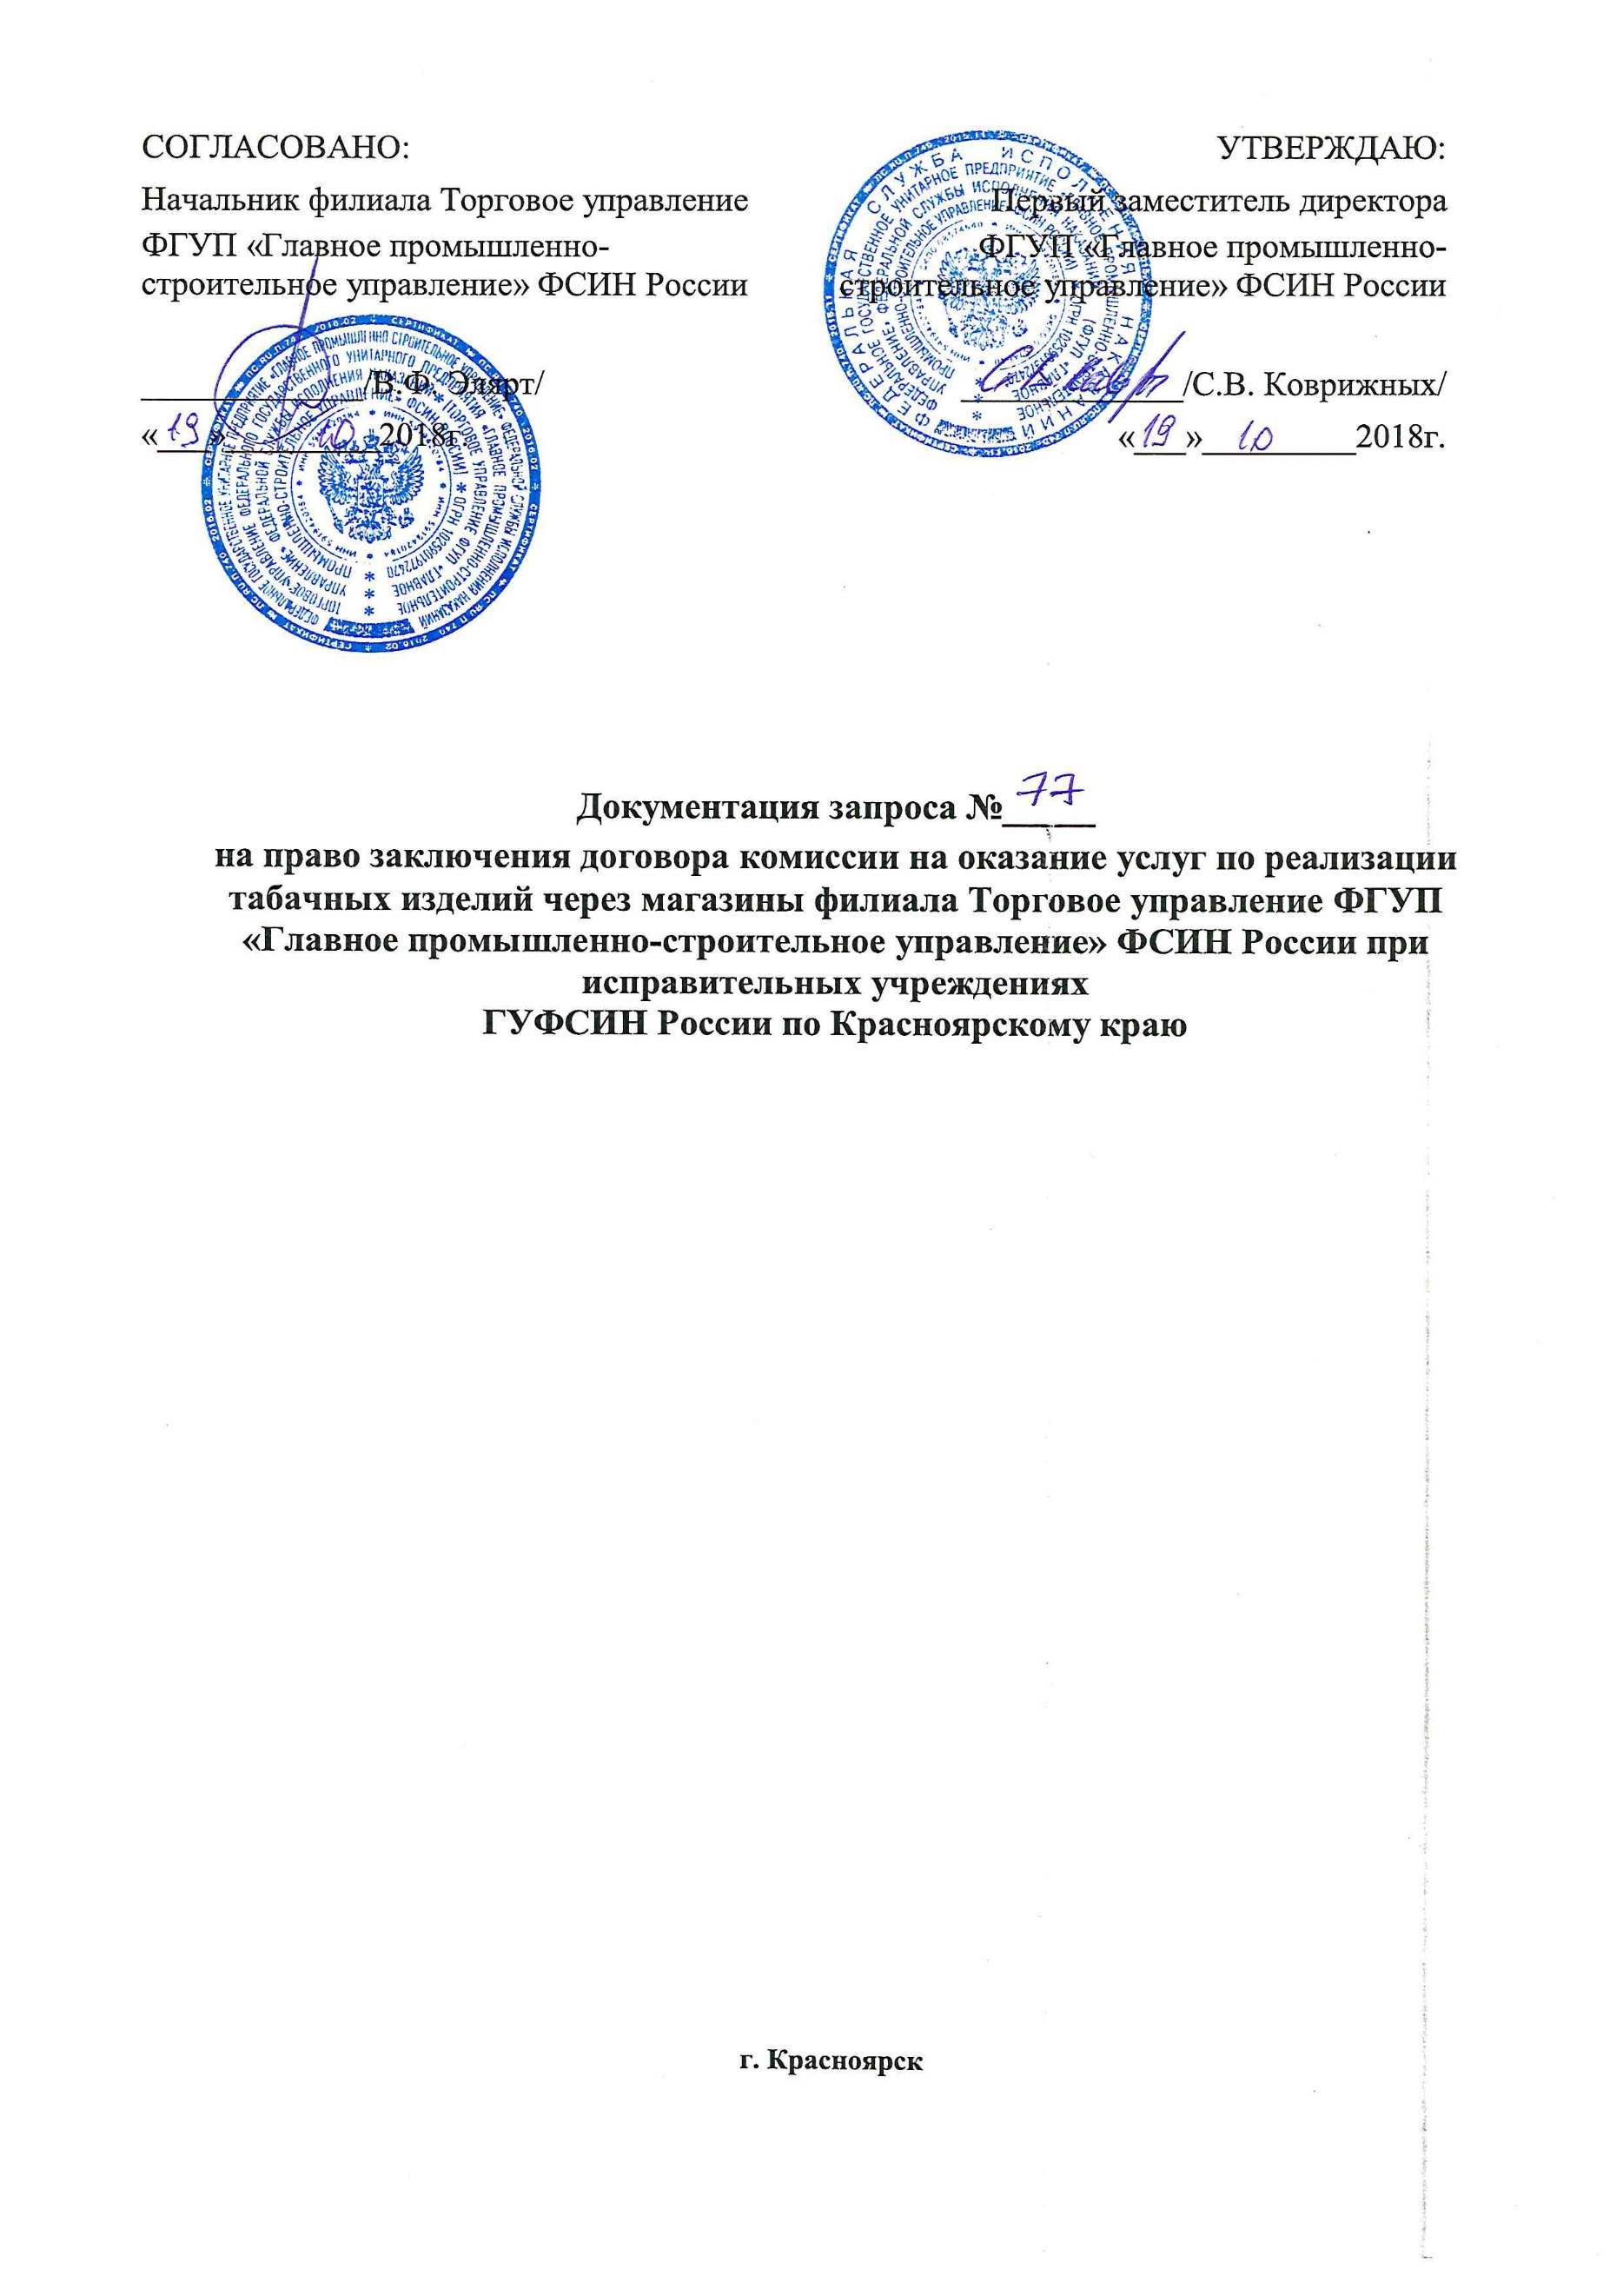 СОГЛАСОВАНО:
Начальник филиала Торговое управление
ФГУП «Главное промышленно-
строительное управление» ФСИН России
/В.Ф. Элярт/
«19» 10 2018г.
УТВЕРЖДАЮ:
Первый заместитель директора
ФГУП «Главное промышленно-
строительное управление» ФСИН России
/С.В. Коврижных/
«19» 10 2018г.
Документация запроса № 77
на право заключения договора комиссии на оказание услуг по реализации
табачных изделий через магазины филиала Торговое управление ФГУП
«Главное промышленно-строительное управление» ФСИН России при
исправительных учреждениях
ГУФСИН России по Красноярскому краю
г. Красноярск